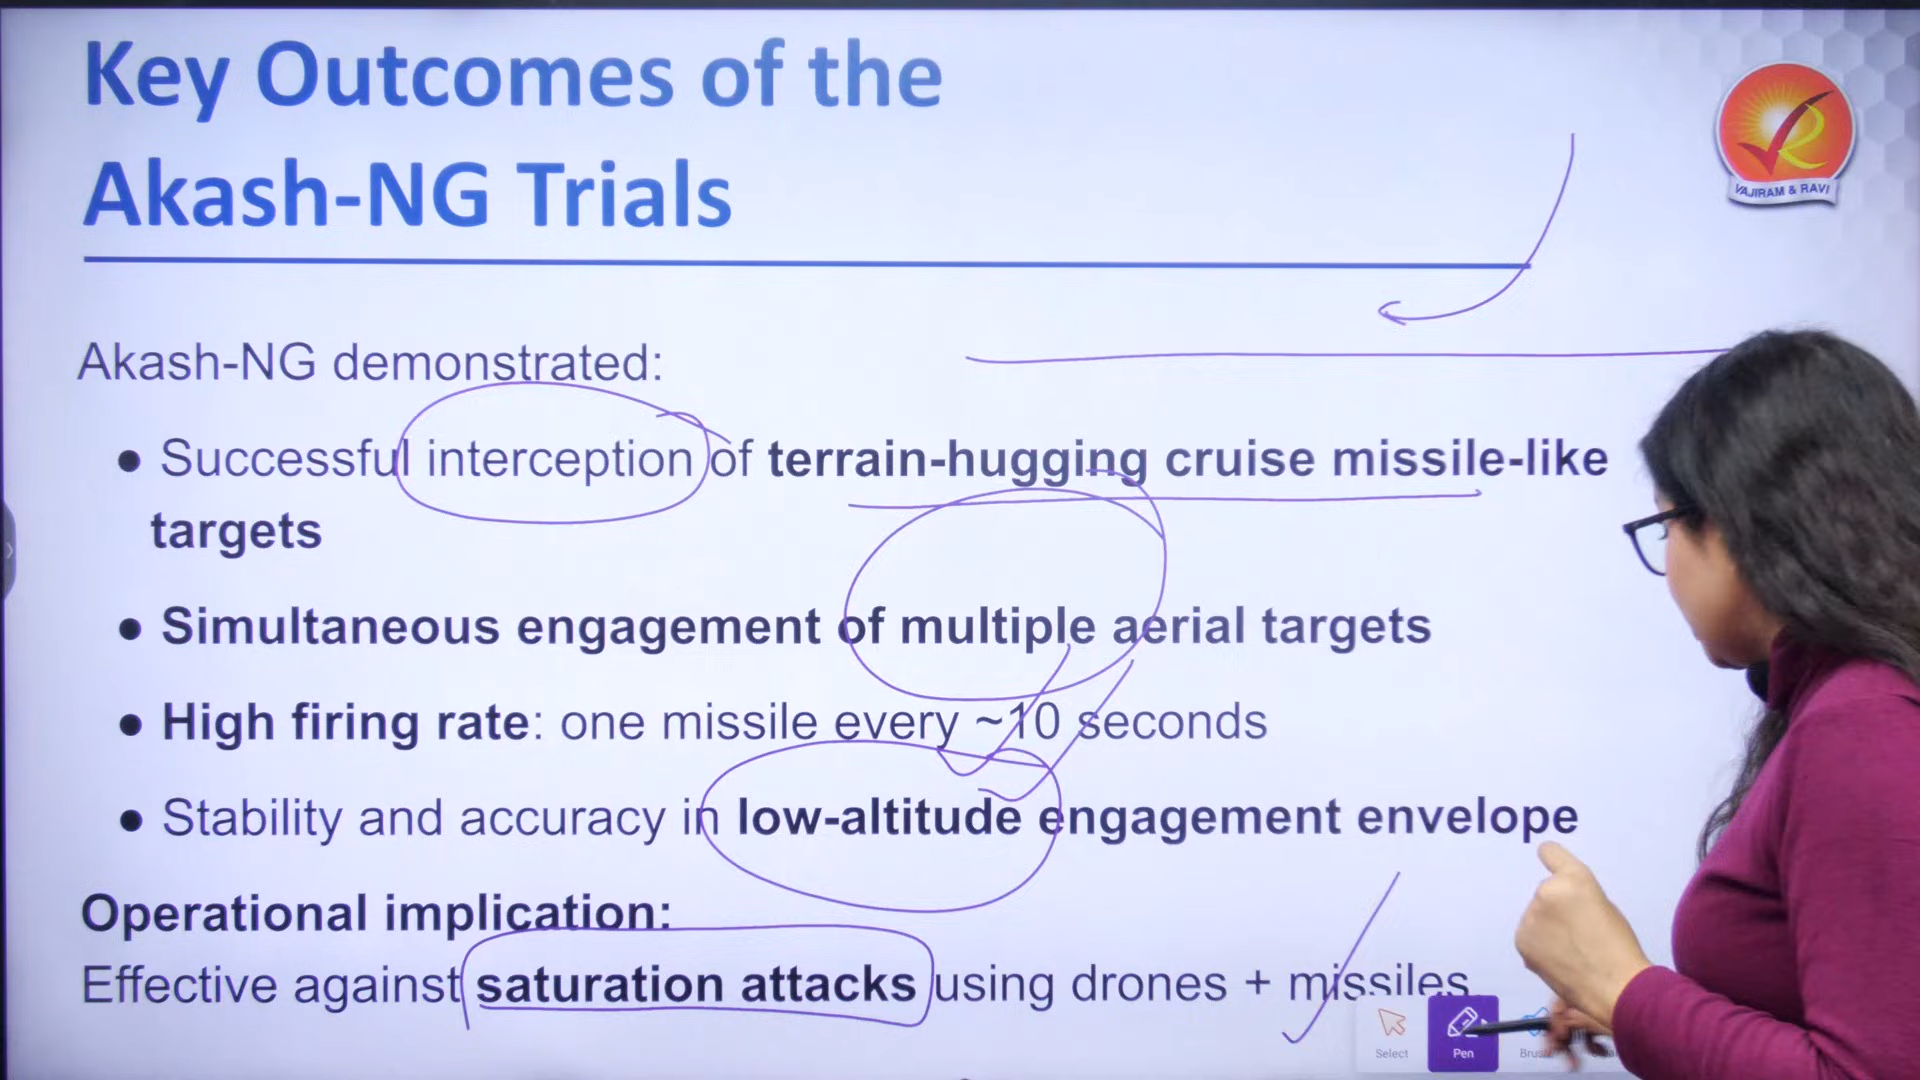 Key Outcomes of the
Akash-NG Trials
VAJIRAM & RAVI
Akash-NG demonstrated:
● Successful interception of terrain-hugging cruise missile-like
targets
● Simultaneous engagement of multiple aerial targets
● High firing rate: one missile every ~10 seconds
● Stability and accuracy in low-altitude engagement envelope
Operational implication:
Effective against saturation attacks using drones + missiles
Select Pen